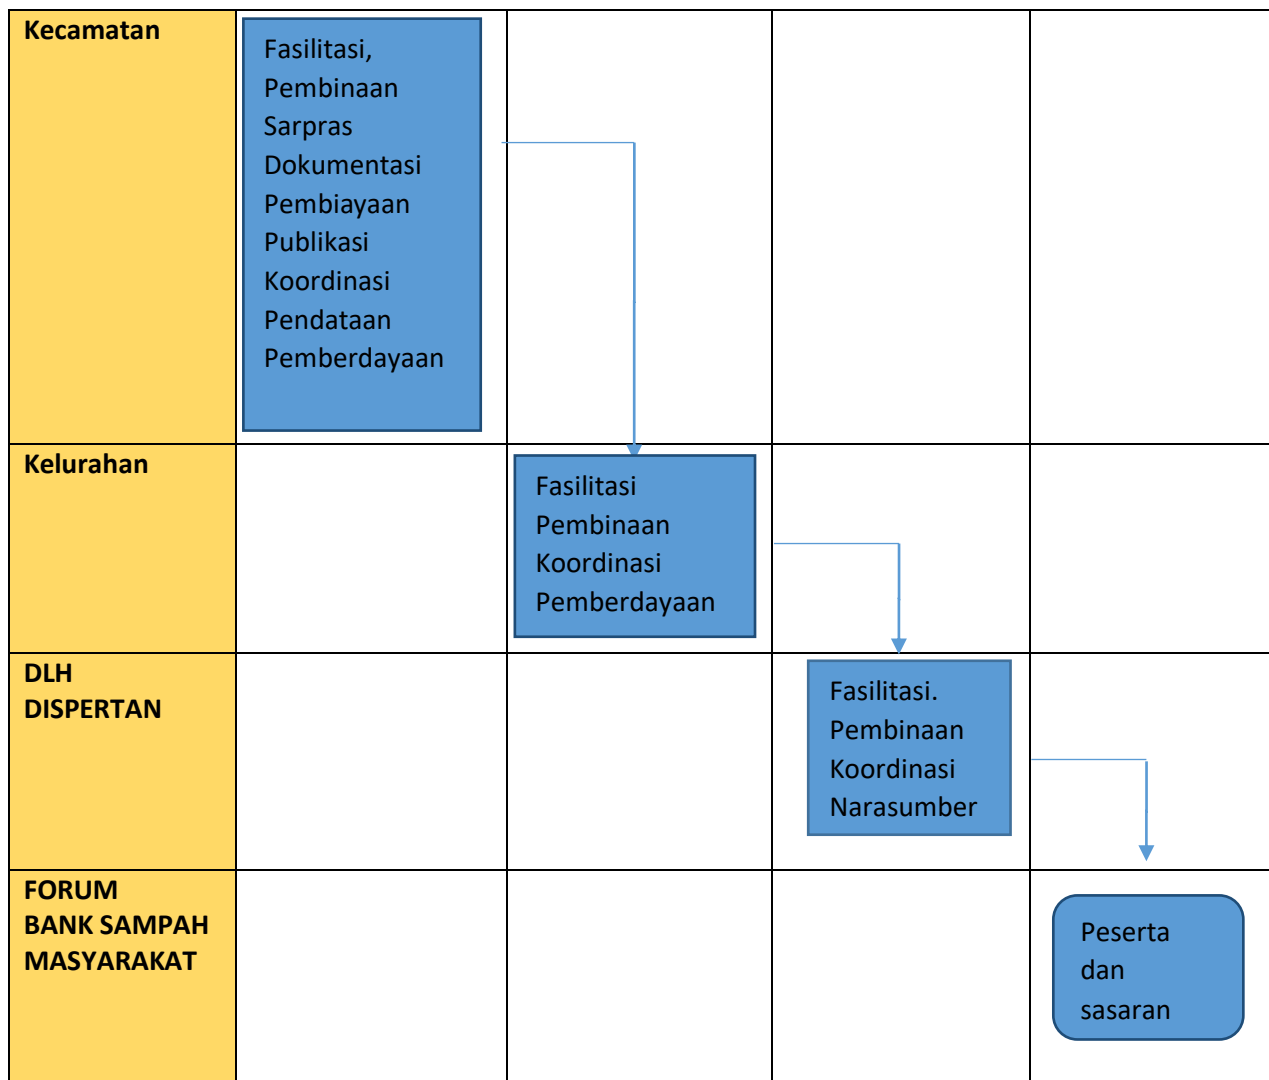 Kecamatan
Fasilitasi,
Pembinaan
Sarpras
Dokumentasi
Pembiayaan
Publikasi
Koordinasi
Pendataan
Pemberdayaan
Kelurahan
Fasilitasi
Pembinaan
Koordinasi
Pemberdayaan
DLH
DISPERTAN
Fasilitasi.
Pembinaan
Koordinasi
Narasumber
FORUM
BANK SAMPAH
MASYARAKAT
Peserta
dan
sasaran